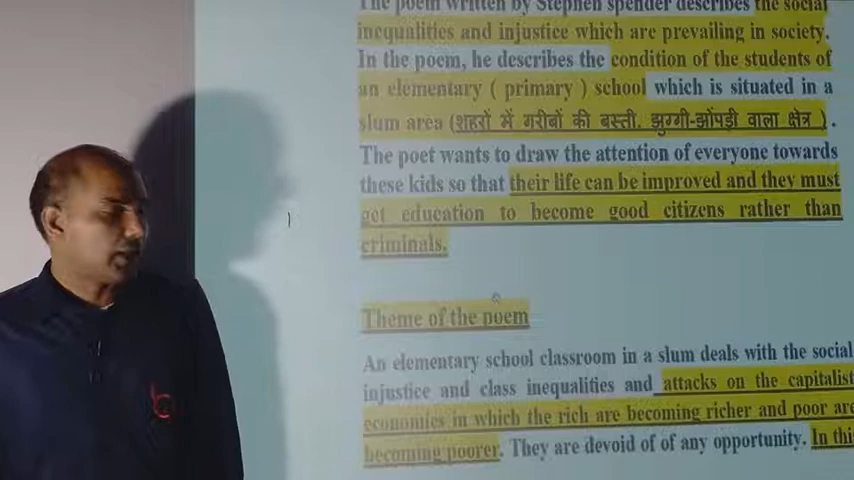 The poem written by Stephen spender describes the social
inequalities and injustice which are prevailing in society.
In the poem, he describes the condition of the students of
an elementary ( primary ) school which is situated in a
slum area (शहरों में गरीबों की बस्ती, झुग्गी-झोपड़ी वाला क्षेत्र ).
The Poet wants to draw the attention of everyone towards
these kids so that their life can be improved and they must
get education to become good citizens rather than
criminals.
Theme of the poem
An elementary school classroom in a slum deals with the Social
injustice and class inequalities and attacks on the capitalist
economies in which the rich are becoming richer and poor are
becoming poorer. They are devoid of of any opportunity. In this